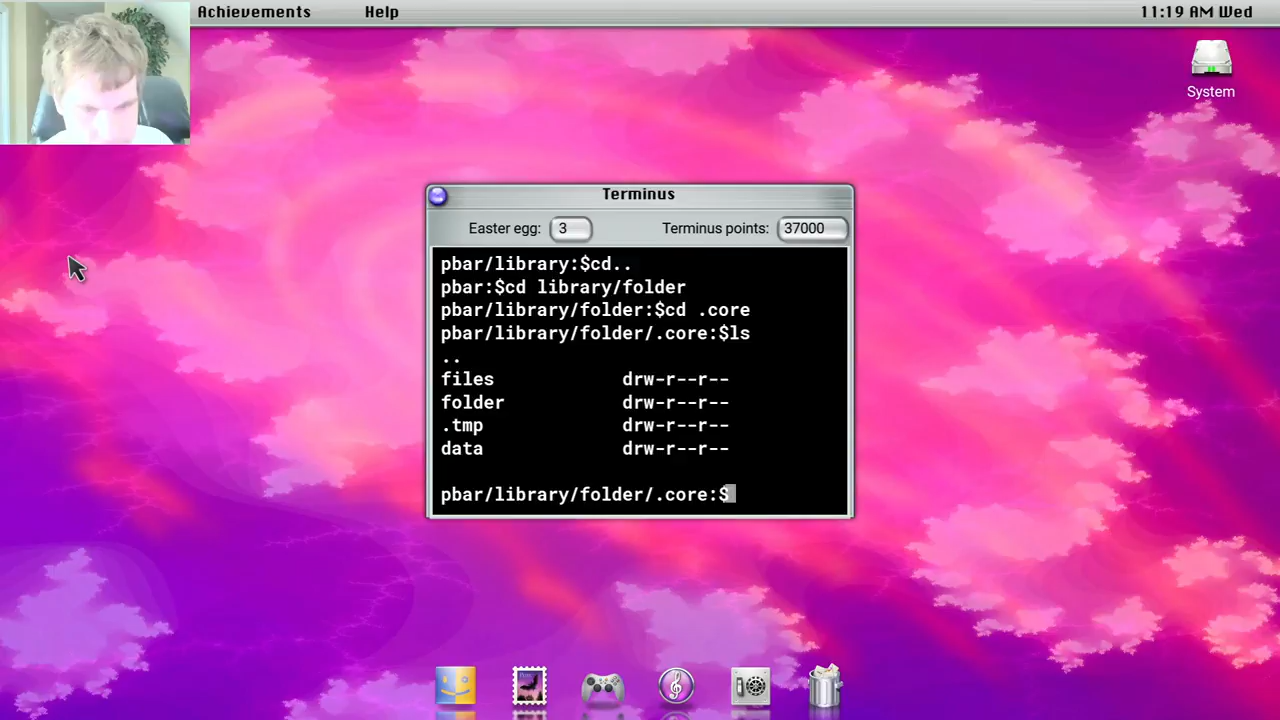 Achievements Help 11:19 AM Wed
System
Terminus
Easter egg: 3 Terminus points: 37000
pbar/library:$cd..
pbar:$cd library/folder
pbar/library/folder:$cd .core
pbar/library/folder/.core:$ls
..
files drw-r--r--
folder drw-r--r--
.tmp drw-r--r--
data drw-r--r--
pbar/library/folder/.core:$